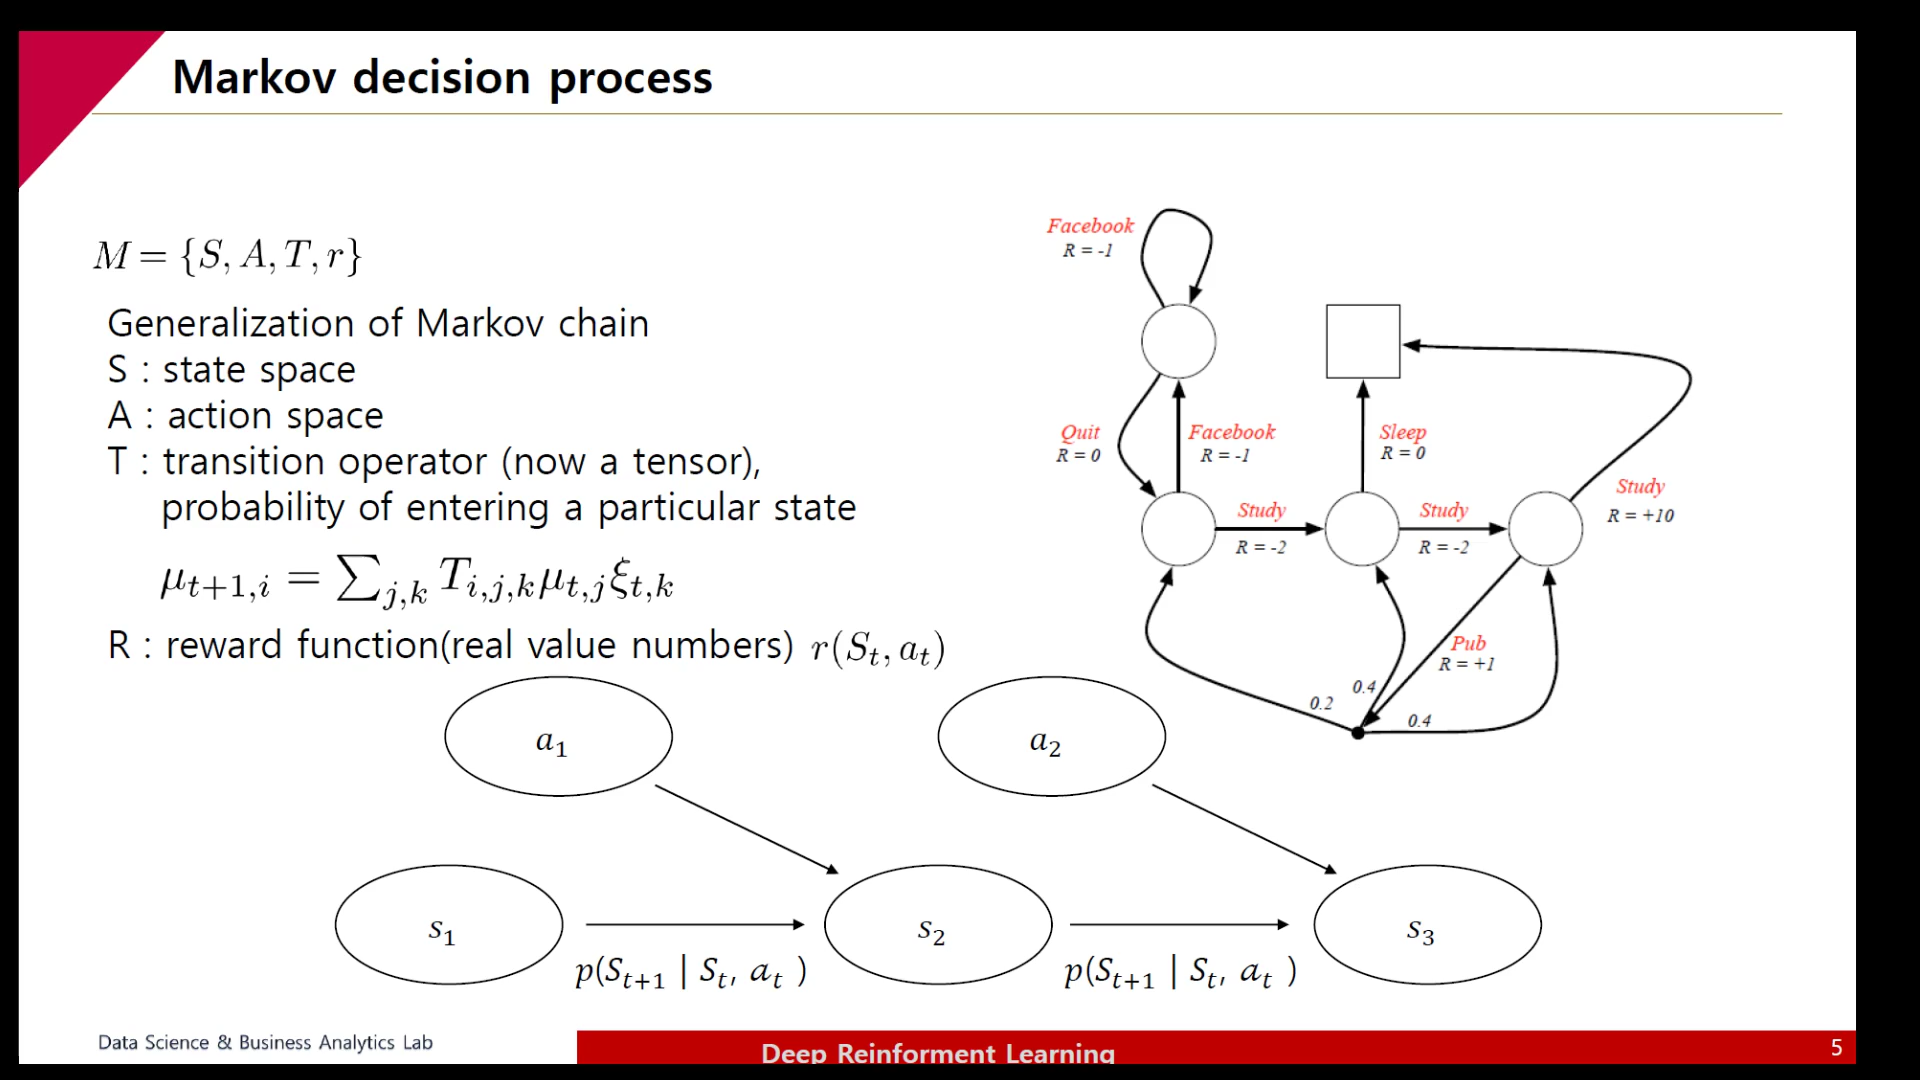 Markov decision process
M = {S, A, T, r}
Generalization of Markov chain
S : state space
A : action space
T : transition operator (now a tensor),
probability of entering a particular state
μ_{t+1,i} = ∑_{j,k} T_{i,j,k}μ_{t,j}ξ_{t,k}
R : reward function(real value numbers) r(S_t, a_t)
Facebook
R = -1
Quit
R = 0
Facebook
R = -1
Sleep
R = 0
Study
R = -2
Study
R = -2
Study
R = +10
Pub
R = +1
0.2
0.4
0.4
a_1
a_2
s_1
s_2
s_3
p(S_{t+1} | S_t, a_t )
p(S_{t+1} | S_t, a_t )
Data Science & Business Analytics Lab
Deep Reinforment Learning
5